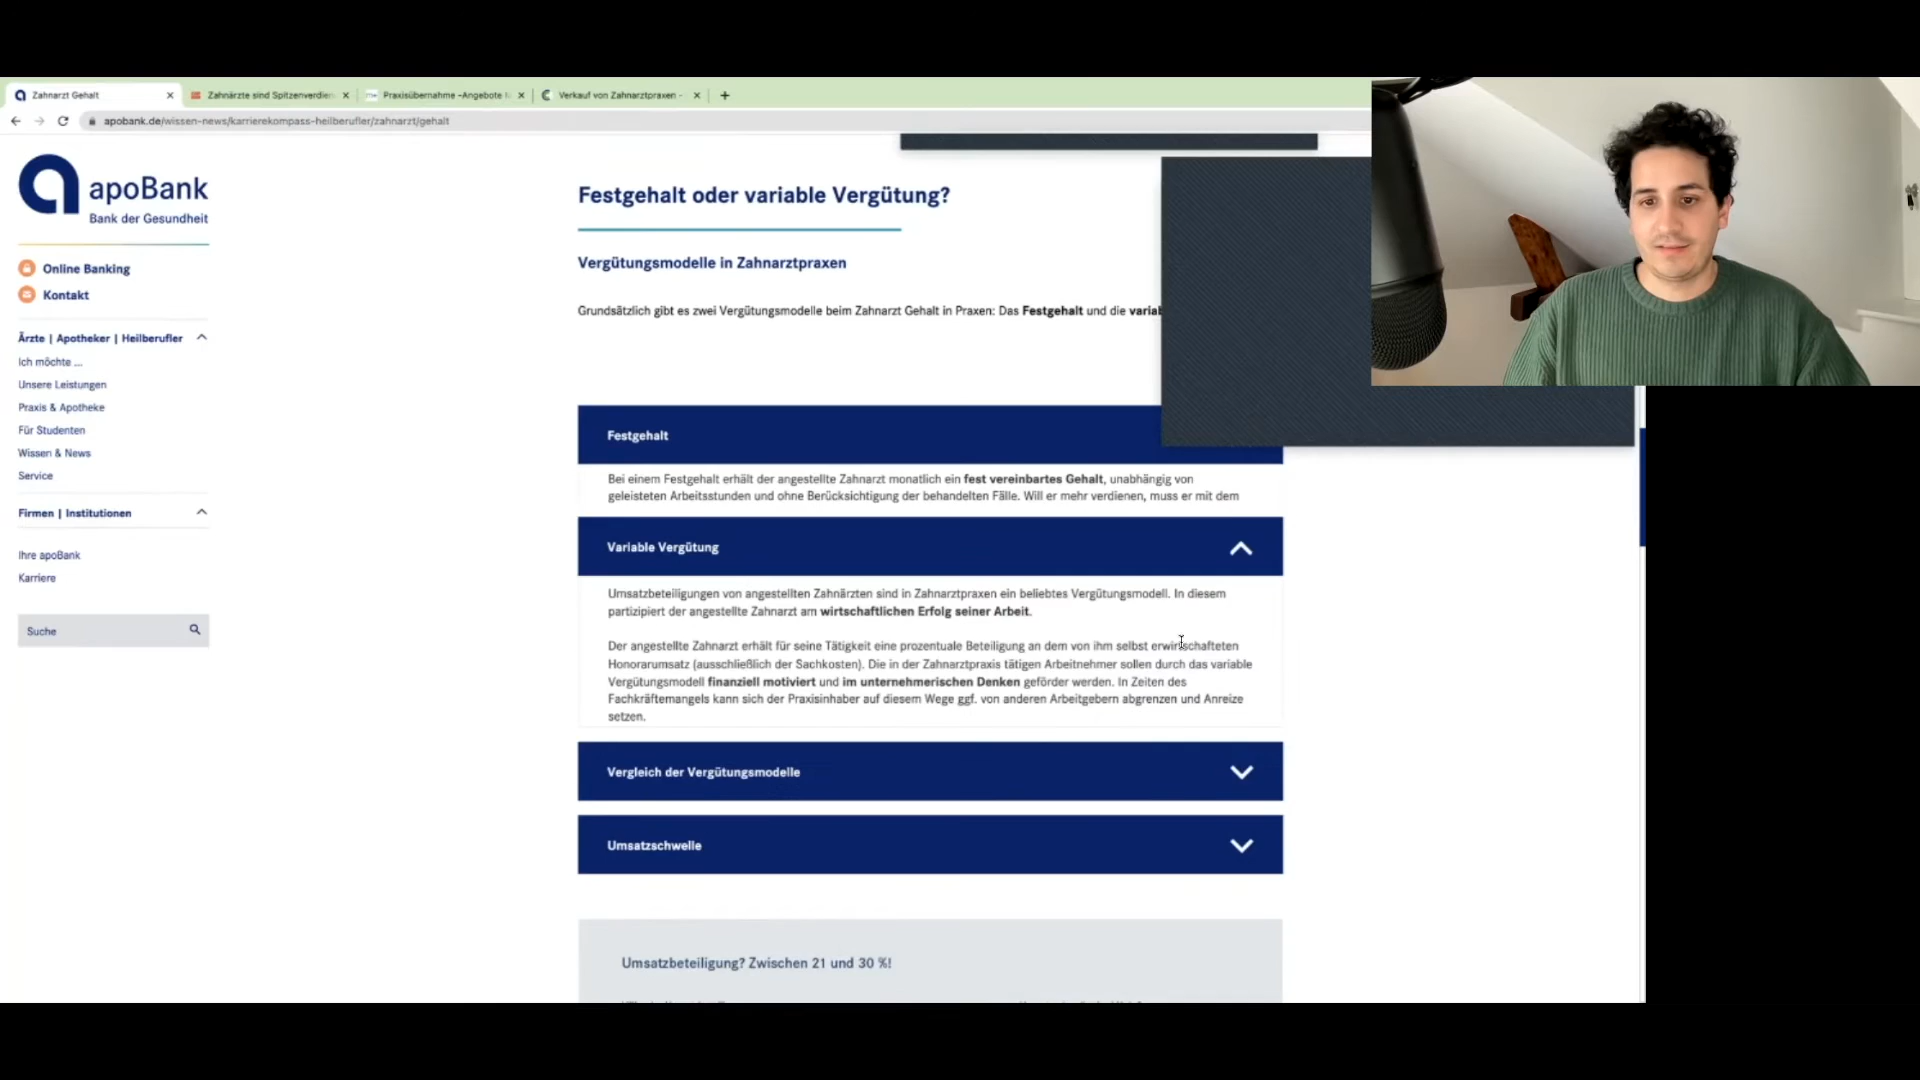 Zahnarzt Gehalt
Zahnärzte sind Spitzenverdien
Praxisübernahme -Angebote
Verkauf von Zahnarztpraxen -
apobank.de/wissen-news/karrierekompass-heilberufler/zahnarzt/gehalt
apoBank
Bank der Gesundheit
Online Banking
Kontakt
Ärzte | Apotheker | Heilberufler
Ich möchte ...
Unsere Leistungen
Praxis & Apotheke
Für Studenten
Wissen & News
Service
Firmen | Institutionen
Ihre apoBank
Karriere
Suche
Festgehalt oder variable Vergütung?
Vergütungsmodelle in Zahnarztpraxen
Grundsätzlich gibt es zwei Vergütungsmodelle beim Zahnarzt Gehalt in Praxen: Das Festgehalt und die variab
Festgehalt
Bei einem Festgehalt erhält der angestellte Zahnarzt monatlich ein fest vereinbartes Gehalt, unabhängig von
geleisteten Arbeitsstunden und ohne Berücksichtigung der behandelten Fälle. Will er mehr verdienen, muss er mit dem
Variable Vergütung
Umsatzbeteiligungen von angestellten Zahnärzten sind in Zahnarztpraxen ein beliebtes Vergütungsmodell. In diesem
partizipiert der angestellte Zahnarzt am wirtschaftlichen Erfolg seiner Arbeit.
Der angestellte Zahnarzt erhält für seine Tätigkeit eine prozentuale Beteiligung an dem von ihm selbst erwirtschafteten
Honorarumsatz (ausschließlich der Sachkosten). Die in der Zahnarztpraxis tätigen Arbeitnehmer sollen durch das variable
Vergütungsmodell finanziell motiviert und im unternehmerischen Denken geförder werden. In Zeiten des
Fachkräftemangels kann sich der Praxisinhaber auf diesem Wege ggf. von anderen Arbeitgebern abgrenzen und Anreize
setzen.
Vergleich der Vergütungsmodelle
Umsatzschwelle
Umsatzbeteiligung? Zwischen 21 und 30 %!